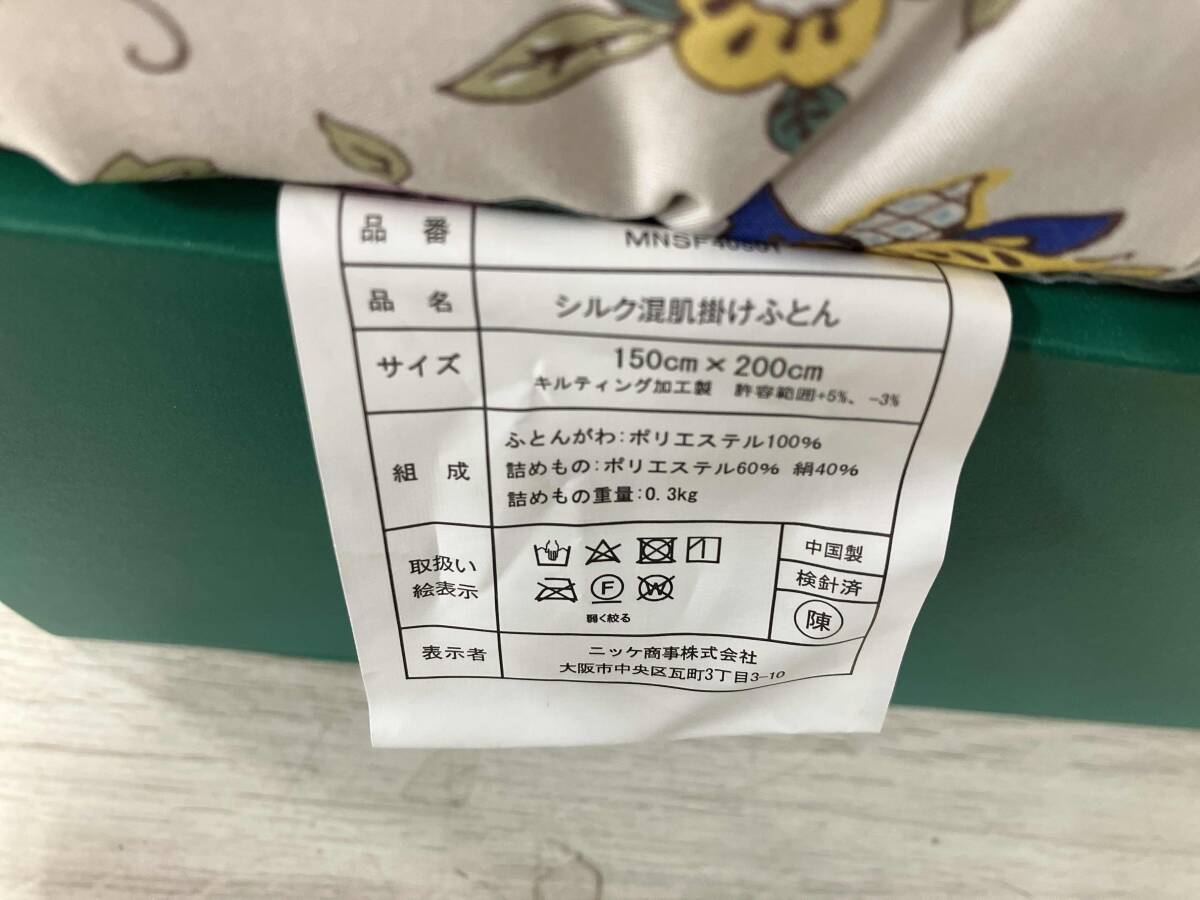 品番
品名 シルク混肌掛けふとん
サイズ 150cm×200cm
キルティング加工製 許容範囲+5%、-3%
組成 ふとんがわ:ポリエステル100%
詰めもの:ポリエステル60% 絹40%
詰めもの重量:0.3kg
取扱い
絵表示
F
W
弱く絞る
中国製
検針済
陳
表示者 ニッケ商事株式会社
大阪市中央区瓦町3丁目3-10